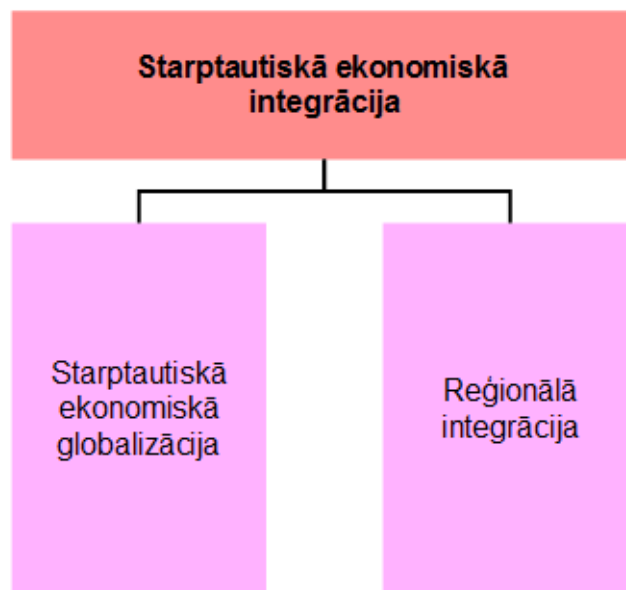 Starptautiskā ekonomiskā
integrācija
Starptautiskā
ekonomiskā
globalizācija
Reģionālā
integrācija